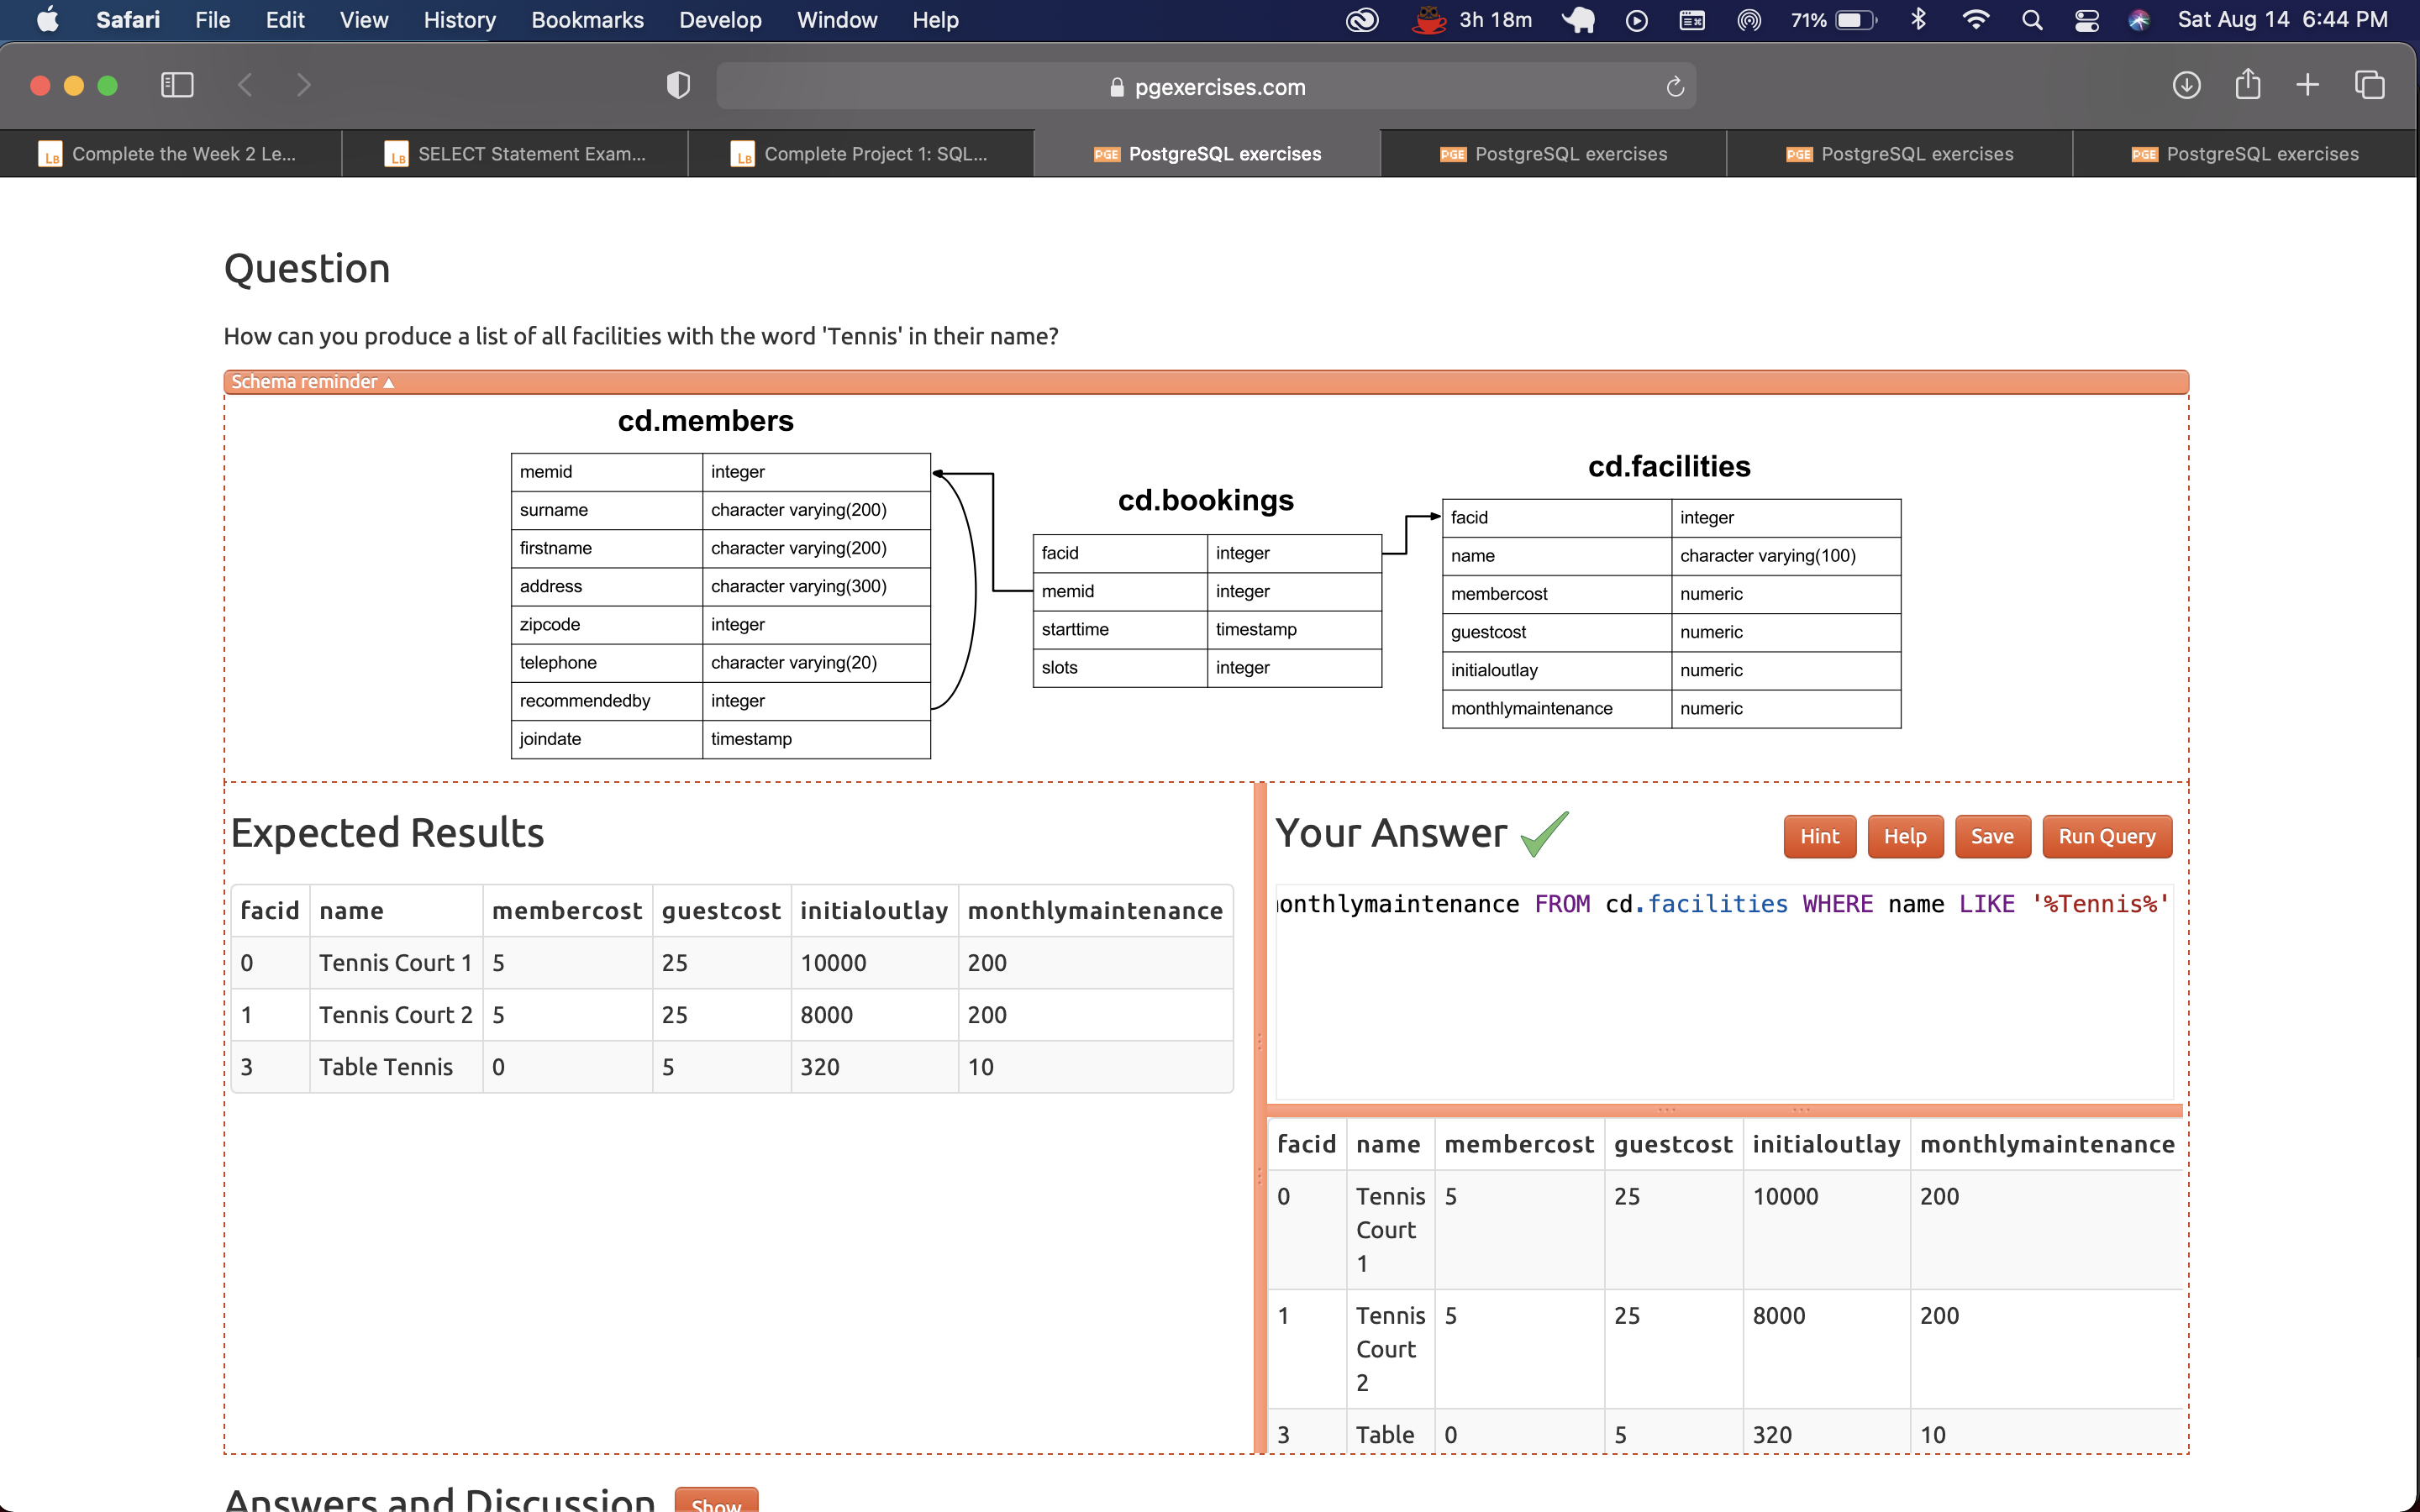 Safari File Edit View History Bookmarks Develop Window Help 3h 18m 71% Sat Aug 14 6:44 PM
pgexercises.com
Complete the Week 2 Le... SELECT Statement Exam... Complete Project 1: SQL... PostgreSQL exercises PostgreSQL exercises PostgreSQL exercises PostgreSQL exercises
Question
How can you produce a list of all facilities with the word 'Tennis' in their name?
Schema reminder ▲
cd.members
memid integer
surname character varying(200)
firstname character varying(200)
address character varying(300)
zipcode integer
telephone character varying(20)
recommendedby integer
joindate timestamp
cd.bookings
facid integer
memid integer
starttime timestamp
slots integer
cd.facilities
facid integer
name character varying(100)
membercost numeric
guestcost numeric
initialoutlay numeric
monthlymaintenance numeric
Expected Results
facid name membercost guestcost initialoutlay monthlymaintenance
0 Tennis Court 1 5 25 10000 200
1 Tennis Court 2 5 25 8000 200
3 Table Tennis 0 5 320 10
Your Answer
Hint Help Save Run Query
onthlymaintenance FROM cd.facilities WHERE name LIKE '%Tennis%'
facid name membercost guestcost initialoutlay monthlymaintenance
0 Tennis 5 25 10000 200
Court
1
1 Tennis 5 25 8000 200
Court
2
3 Table 0 5 320 10
Answers and Discussion Show